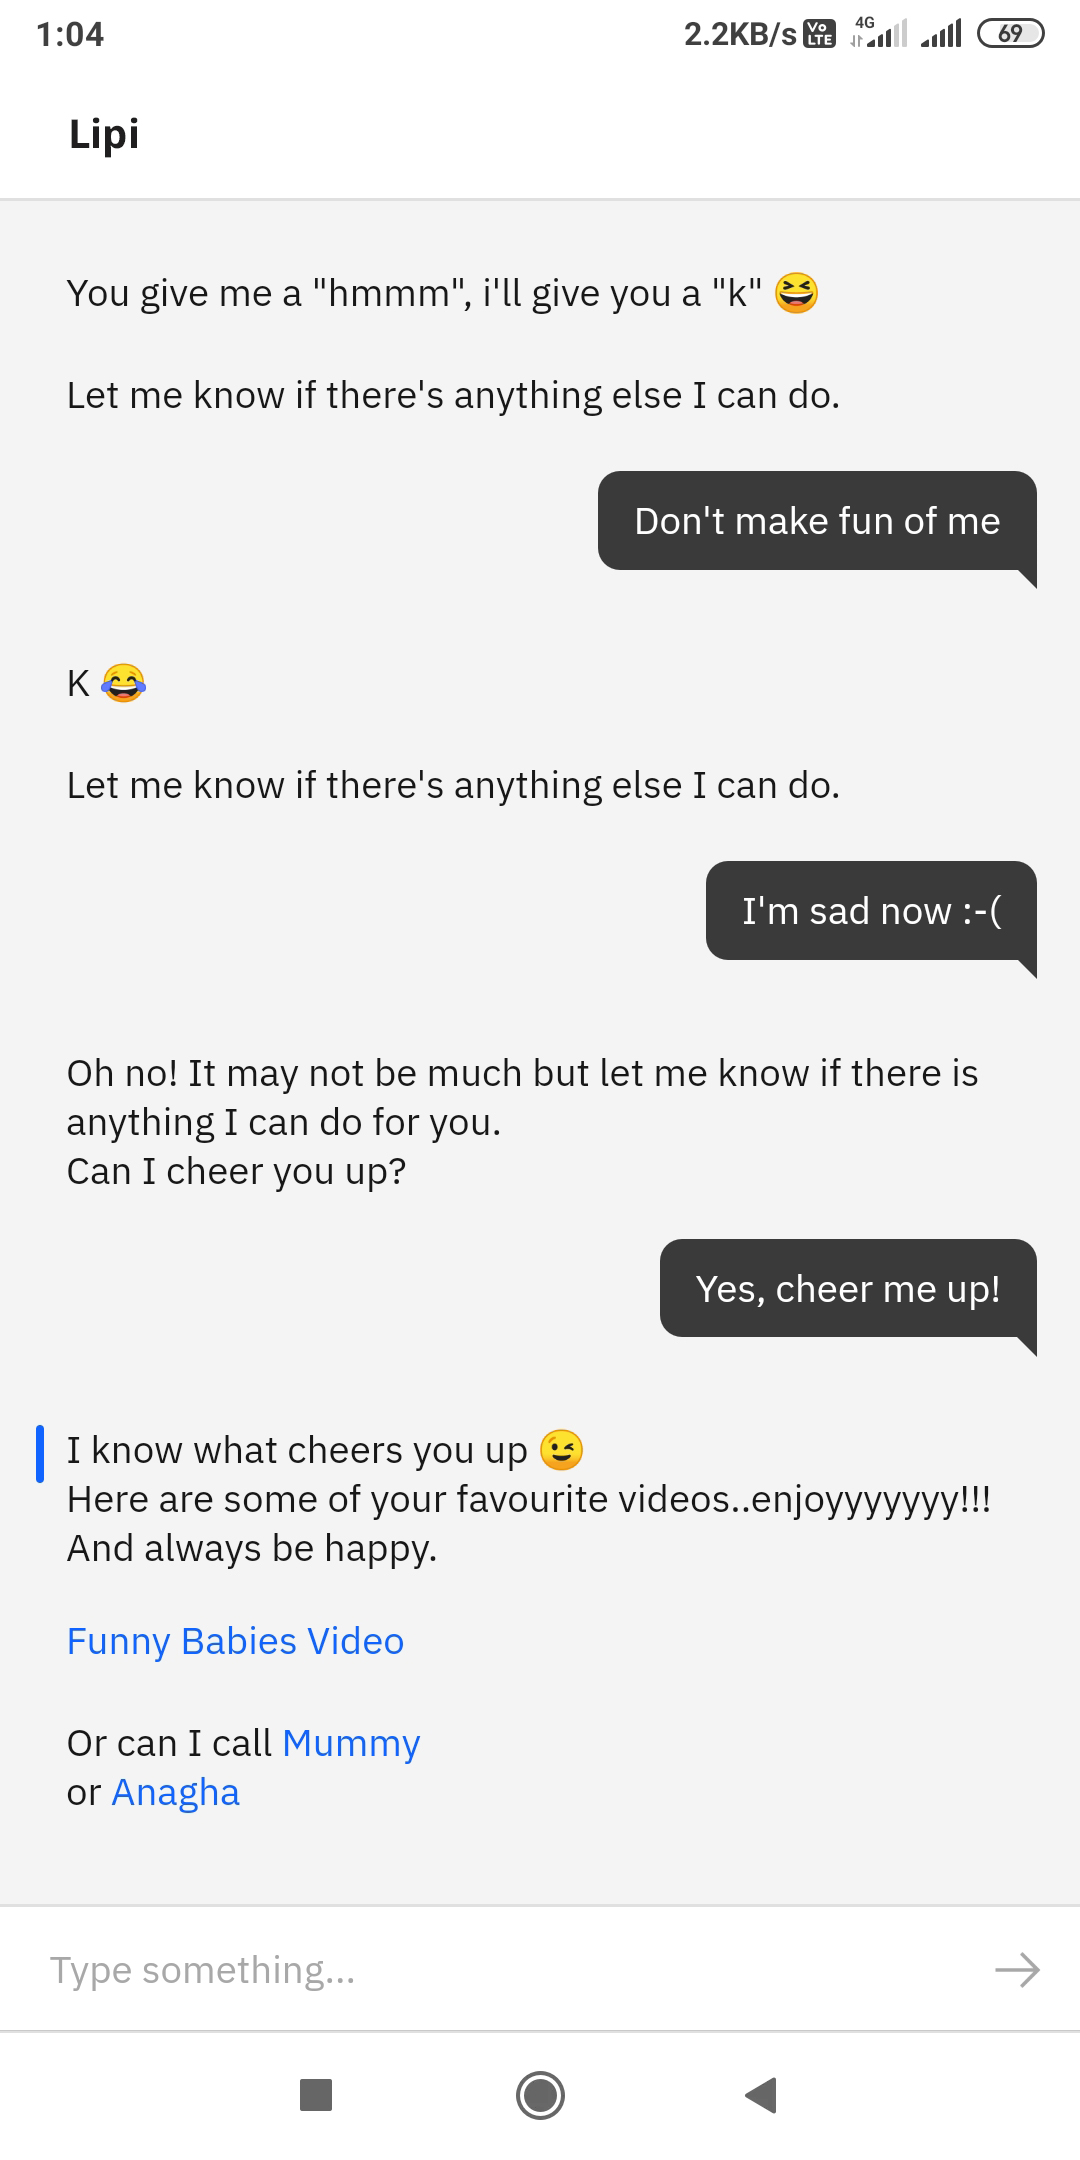 1:04
2.2KB/s Vo LTE 4G 69
Lipi
You give me a "hmmm", i'll give you a "k" 😆
Let me know if there's anything else I can do.
Don't make fun of me
K 😂
Let me know if there's anything else I can do.
I'm sad now :-(
Oh no! It may not be much but let me know if there is
anything I can do for you.
Can I cheer you up?
Yes, cheer me up!
I know what cheers you up 😉
Here are some of your favourite videos..enjoyyyyyyy!!!
And always be happy.
Funny Babies Video
Or can I call Mummy
or Anagha
Type something...